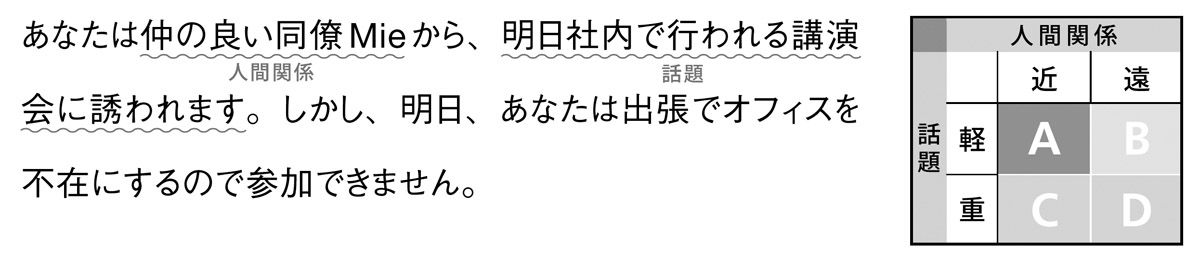 あなたは仲の良い同僚Mieから、明日社内で行われる講演
人間関係
話題
会に誘われます。しかし、明日、あなたは出張でオフィスを
不在にするので参加できません。
人間関係
近 遠
話題
軽 A B
重 C D